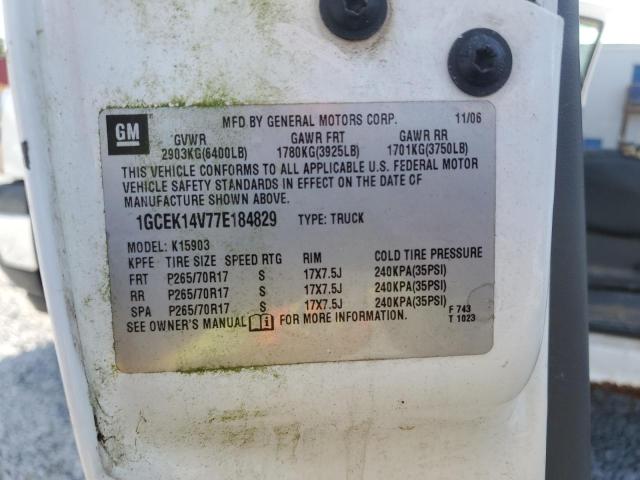 GM
MFD BY GENERAL MOTORS CORP. 11/06
GVWR GAWR FRT GAWR RR
2903KG(6400LB) 1780KG(3925LB) 1701KG(3750LB)
THIS VEHICLE CONFORMS TO ALL APPLICABLE U.S. FEDERAL MOTOR
VEHICLE SAFETY STANDARDS IN EFFECT ON THE DATE OF
MANUFACTURE SHOWN ABOVE.
1GCEK14V77E184829 TYPE: TRUCK
MODEL: K15903
KPFE TIRE SIZE SPEED RTG RIM COLD TIRE PRESSURE
FRT P265/70R17 S 17X7.5J 240KPA(35PSI)
RR P265/70R17 S 17X7.5J 240KPA(35PSI)
SPA P265/70R17 S 17X7.5J 240KPA(35PSI)
SEE OWNER'S MANUAL FOR MORE INFORMATION.
F 743
T 1023